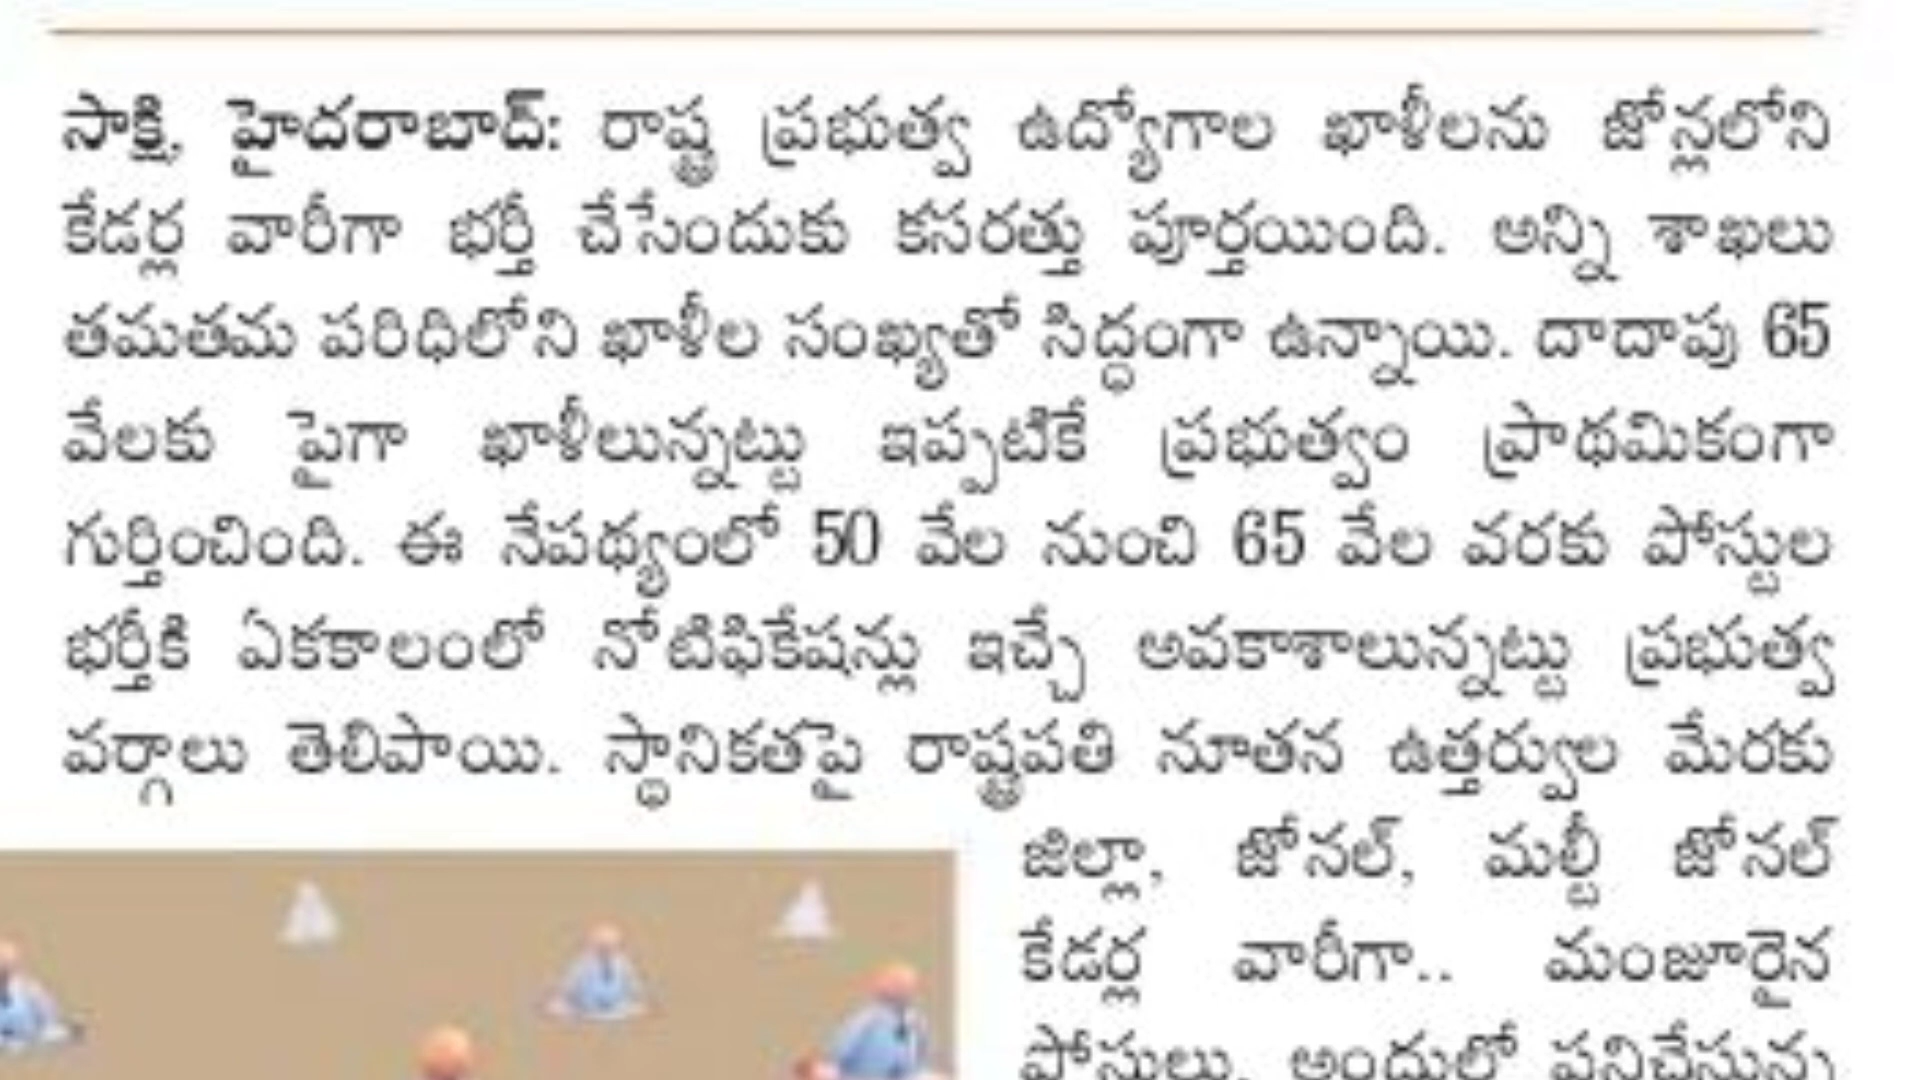 సాక్షి, హైదరాబాద్: రాష్ట్ర ప్రభుత్వ ఉద్యోగాల ఖాళీలను జోన్లలోని
కేడర్ల వారీగా భర్తీ చేసేందుకు కసరత్తు పూర్తయింది. అన్ని శాఖలు
తమతమ పరిధిలోని ఖాళీల సంఖ్యతో సిద్ధంగా ఉన్నాయి. దాదాపు 65
వేలకు పైగా ఖాళీలున్నట్టు ఇప్పటికే ప్రభుత్వం ప్రాథమికంగా
గుర్తించింది. ఈ నేపథ్యంలో 50 వేల నుంచి 65 వేల వరకు పోస్టుల
భర్తీకి ఏకకాలంలో నోటిఫికేషన్లు ఇచ్చే అవకాశాలున్నట్టు ప్రభుత్వ
వర్గాలు తెలిపాయి. స్థానికతపై రాష్ట్రపతి నూతన ఉత్తర్వుల మేరకు
జిల్లా, జోనల్, మల్టీ జోనల్
కేడర్ల వారీగా.. మంజూరైన
పోస్టులు, అందులో పనిచేస్తున్న